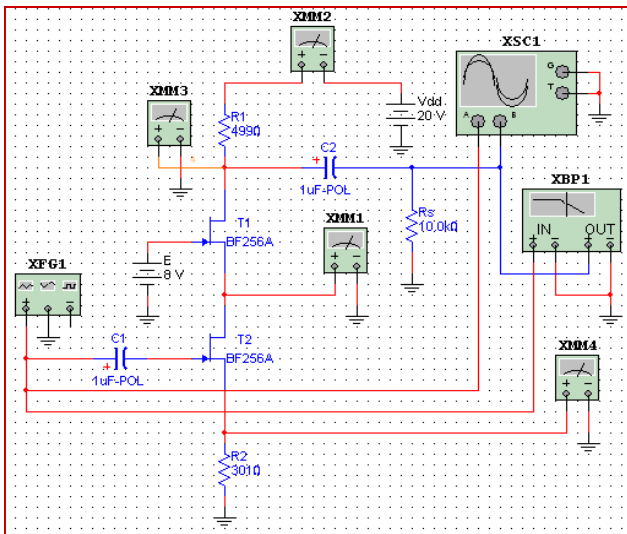 XMM2
XSC1
G
T
A
B
XMM3
+ −
+ −
R1
499Ω
Vdd
20 V
C2
+
1uF-POL
XBP1
IN
OUT
+ − + −
Rs
10.0kΩ
T1
BF256A
XMM1
+ −
E
8 V
XFG1
+ −
C1
+
1uF-POL
T2
BF256A
XMM4
+ −
R2
301Ω